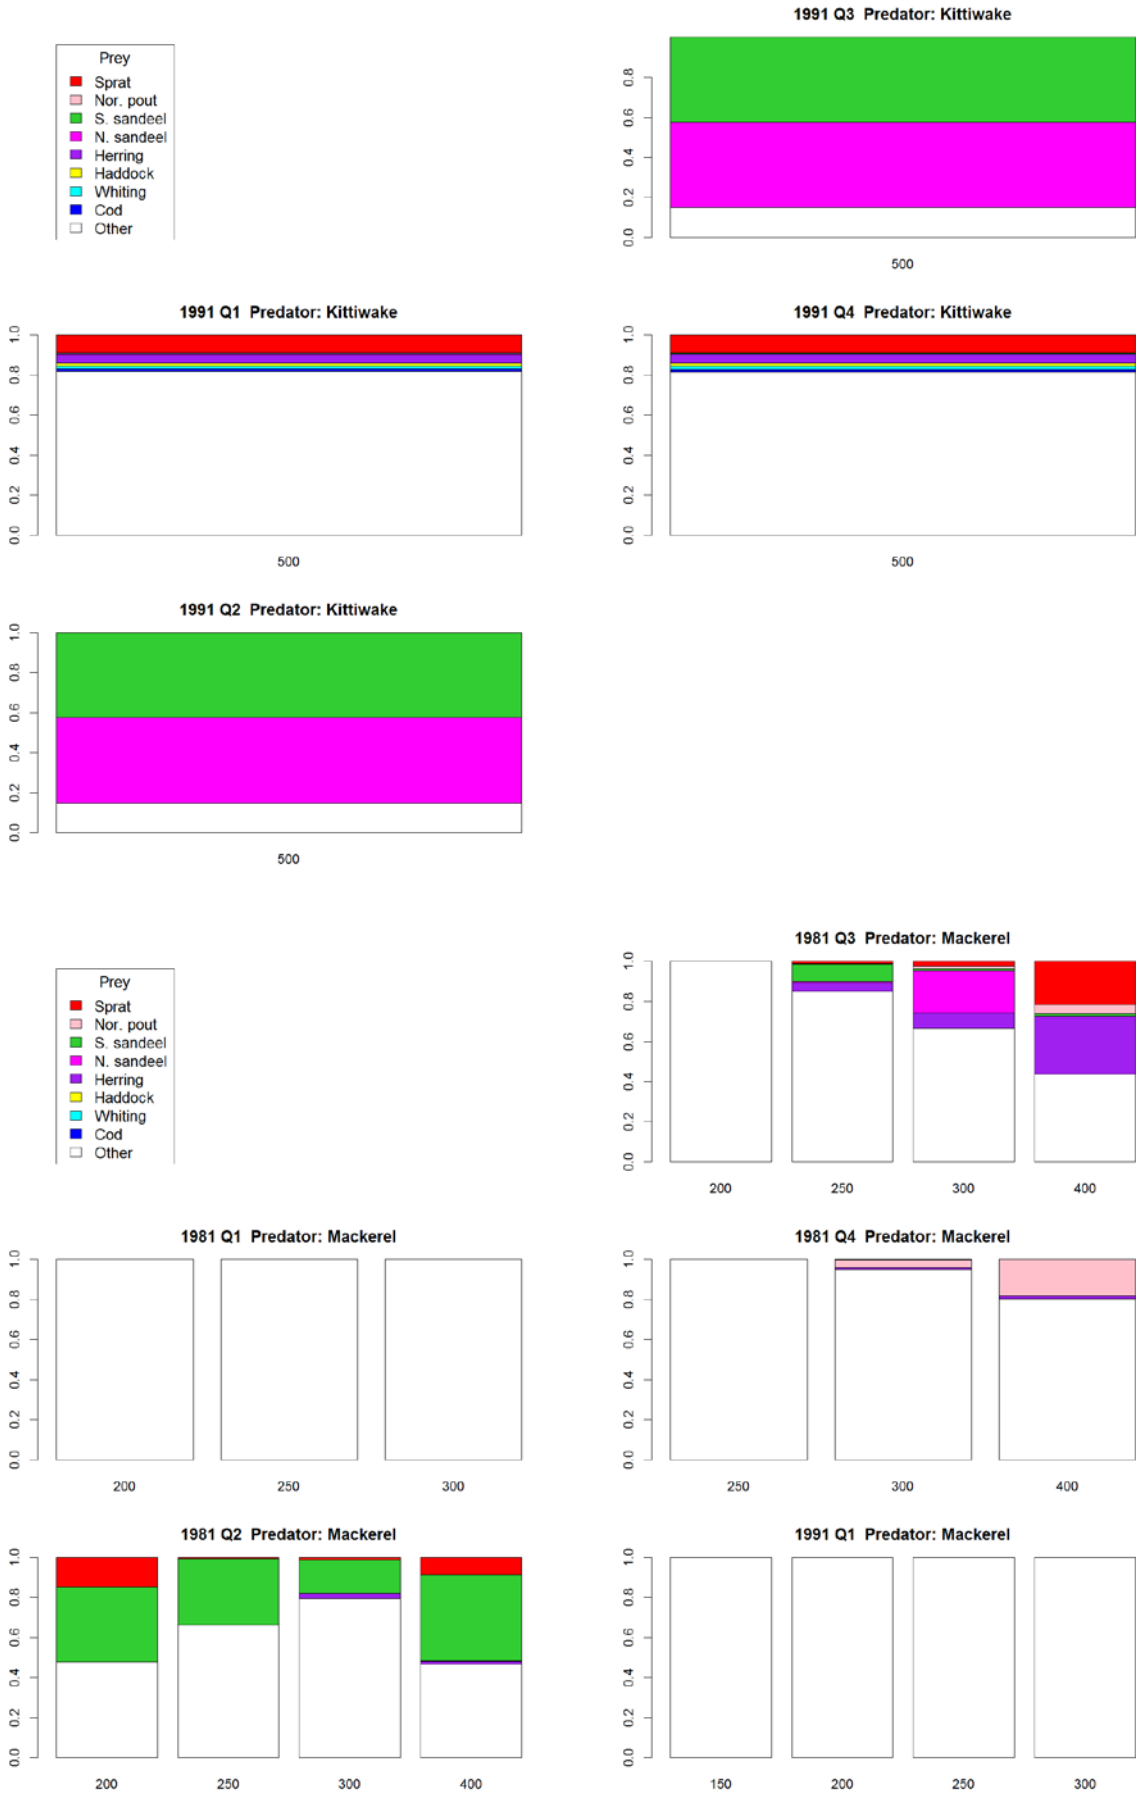 1991 Q3 Predator: Kittiwake
Prey
Sprat
Nor. pout
S. sandeel
N. sandeel
Herring
Haddock
Whiting
Cod
Other
0.0 0.2 0.4 0.6 0.8
500
1991 Q1 Predator: Kittiwake
0.0 0.2 0.4 0.6 0.8 1.0
500
1991 Q4 Predator: Kittiwake
0.0 0.2 0.4 0.6 0.8 1.0
500
1991 Q2 Predator: Kittiwake
0.0 0.2 0.4 0.6 0.8 1.0
500
1981 Q3 Predator: Mackerel
Prey
Sprat
Nor. pout
S. sandeel
N. sandeel
Herring
Haddock
Whiting
Cod
Other
0.0 0.2 0.4 0.6 0.8 1.0
200 250 300 400
1981 Q1 Predator: Mackerel
0.0 0.2 0.4 0.6 0.8 1.0
200 250 300
1981 Q4 Predator: Mackerel
0.0 0.2 0.4 0.6 0.8 1.0
250 300 400
1981 Q2 Predator: Mackerel
0.0 0.2 0.4 0.6 0.8 1.0
200 250 300 400
1991 Q1 Predator: Mackerel
0.0 0.2 0.4 0.6 0.8 1.0
150 200 250 300